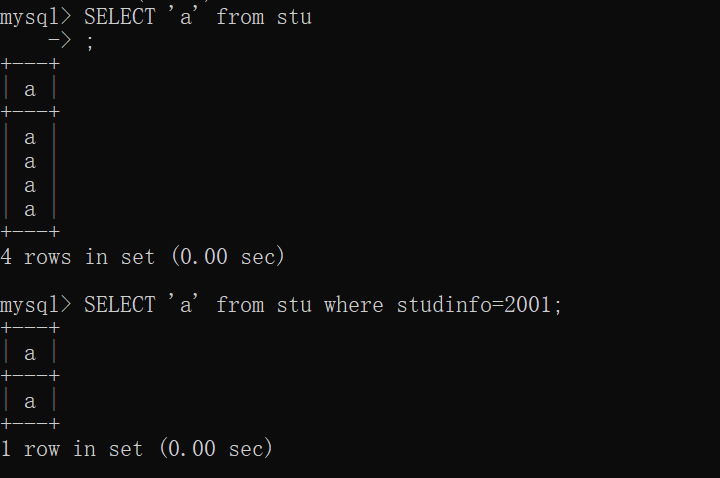 mysql> SELECT 'a' from stu
    -> ;
+---+
| a |
+---+
| a |
| a |
| a |
| a |
+---+
4 rows in set (0.00 sec)

mysql> SELECT 'a' from stu where studinfo=2001;
+---+
| a |
+---+
| a |
+---+
1 row in set (0.00 sec)